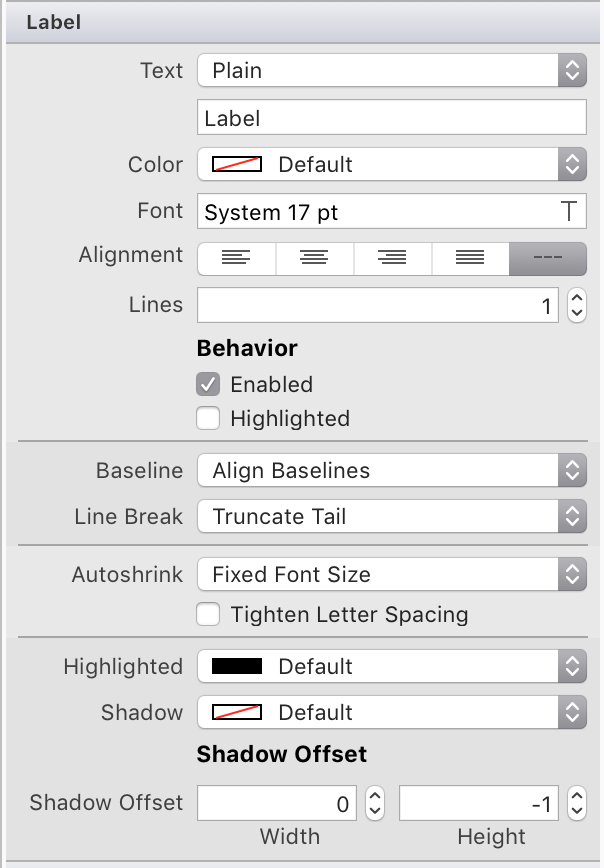 Label
Text Plain
Label
Color Default
Font System 17 pt T
Alignment ---
Lines 1
Behavior
Enabled
Highlighted
Baseline Align Baselines
Line Break Truncate Tail
Autoshrink Fixed Font Size
Tighten Letter Spacing
Highlighted Default
Shadow Default
Shadow Offset
Shadow Offset 0 -1
Width Height